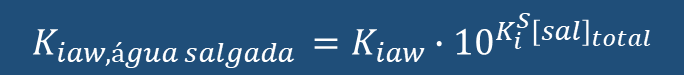 K_{iaw,água salgada} = K_{iaw} · 10^{K_i^S [sal]_{total}}